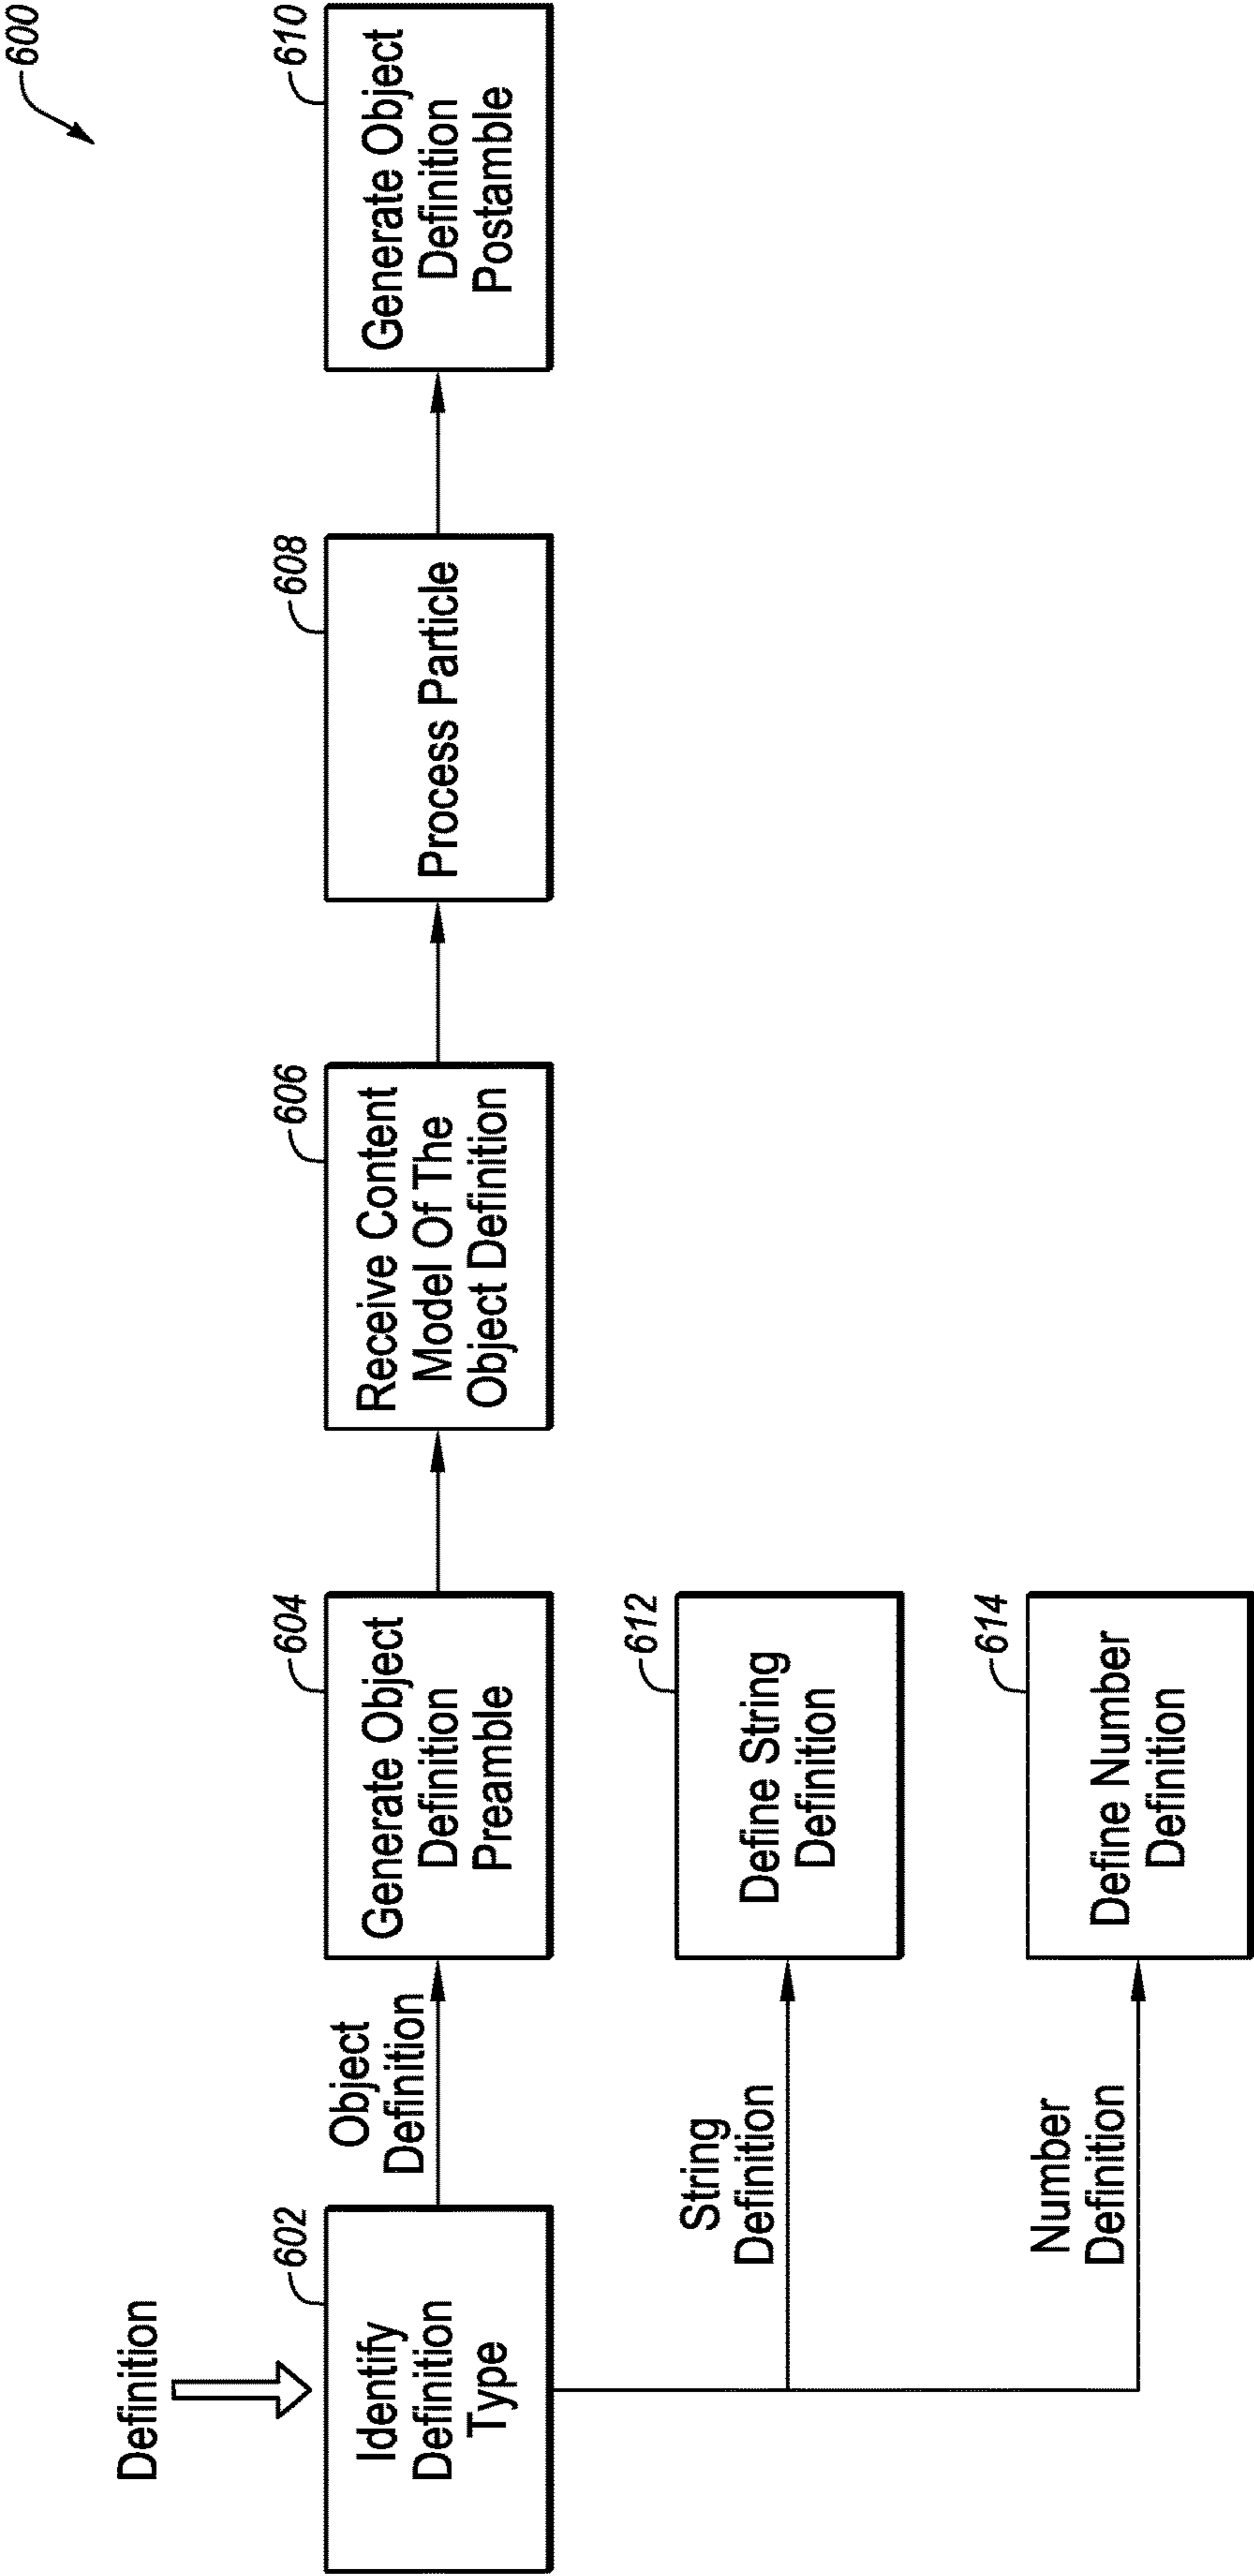 600
Definition
602
Identify
Definition
Type
Object
Definition
604
Generate Object
Definition
Preamble
606
Receive Content
Model Of The
Object Definition
608
Process Particle
610
Generate Object
Definition
Postamble
String
Definition
612
Define String
Definition
Number
Definition
614
Define Number
Definition